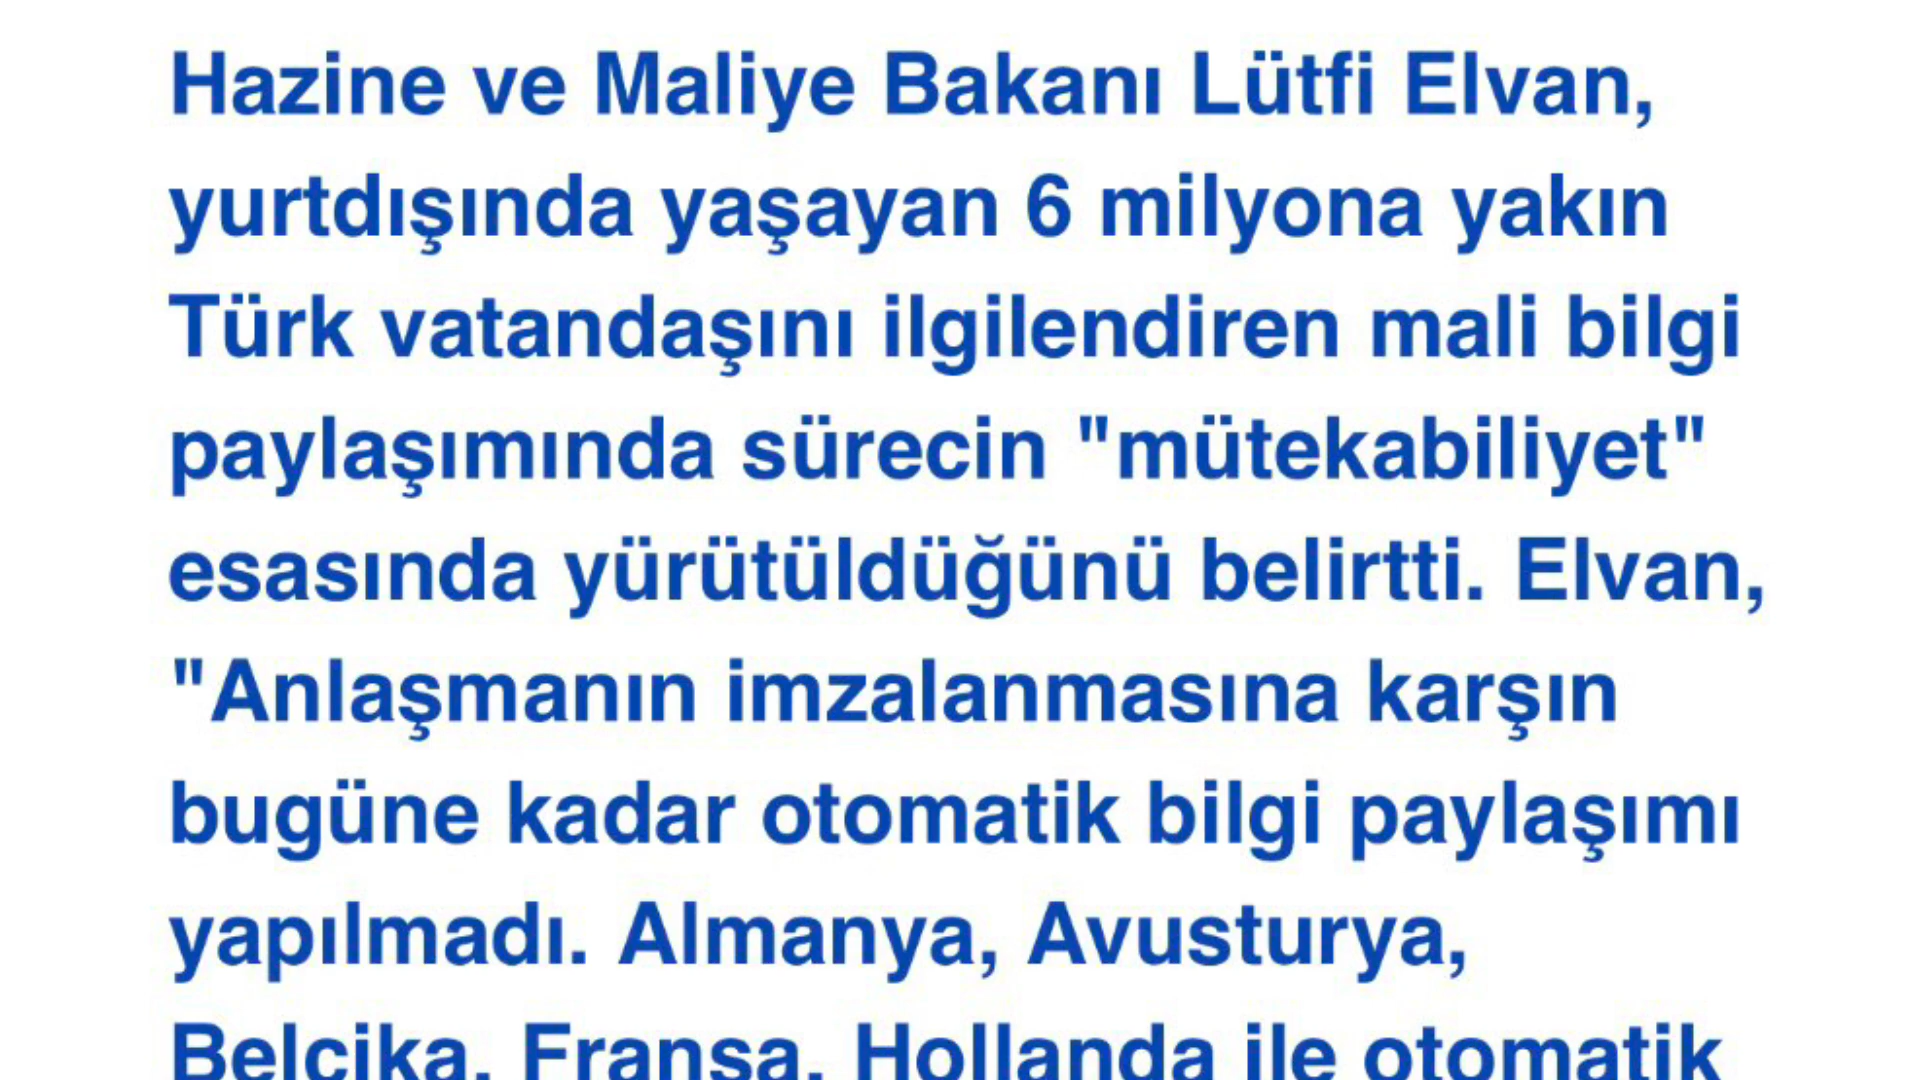 Hazine ve Maliye Bakanı Lütfi Elvan,
yurtdışında yaşayan 6 milyona yakın
Türk vatandaşını ilgilendiren mali bilgi
paylaşımında sürecin "mütekabiliyet"
esasında yürütüldüğünü belirtti. Elvan,
"Anlaşmanın imzalanmasına karşın
bugüne kadar otomatik bilgi paylaşımı
yapılmadı. Almanya, Avusturya,
Belçika, Fransa, Hollanda ile otomatik